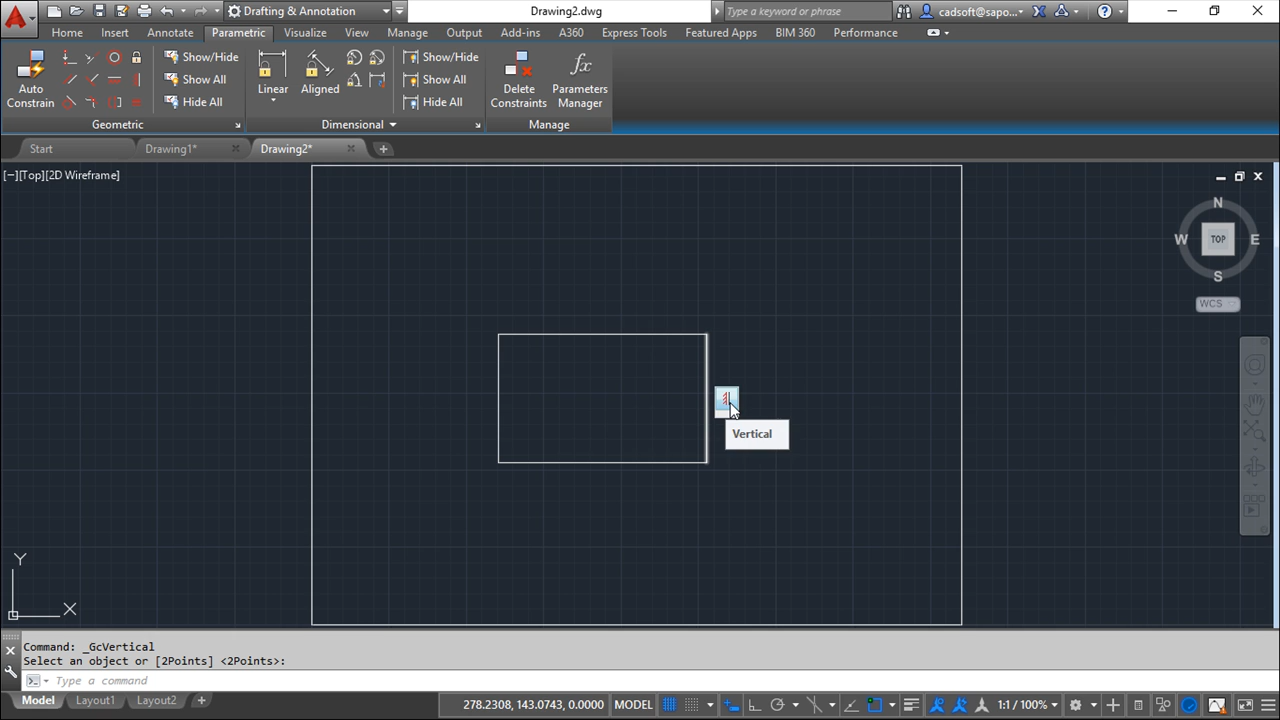 Drafting & Annotation
Drawing2.dwg
Type a keyword or phrase
cadsoft@sapo...
Home
Insert
Annotate
Parametric
Visualize
View
Manage
Output
Add-ins
A360
Express Tools
Featured Apps
BIM 360
Performance
Auto
Constrain
Show/Hide
Show All
Hide All
Geometric
Linear
Aligned
Show/Hide
Show All
Hide All
Dimensional
Delete
Constraints
fx
Parameters
Manager
Manage
Start
Drawing1*
Drawing2*
[−][Top][2D Wireframe]
N
W
TOP
E
S
WCS
Vertical
Y
X
Command: _GcVertical
Select an object or [2Points] <2Points>:
Type a command
Model
Layout1
Layout2
278.2308, 143.0743, 0.0000
MODEL
1:1 / 100%